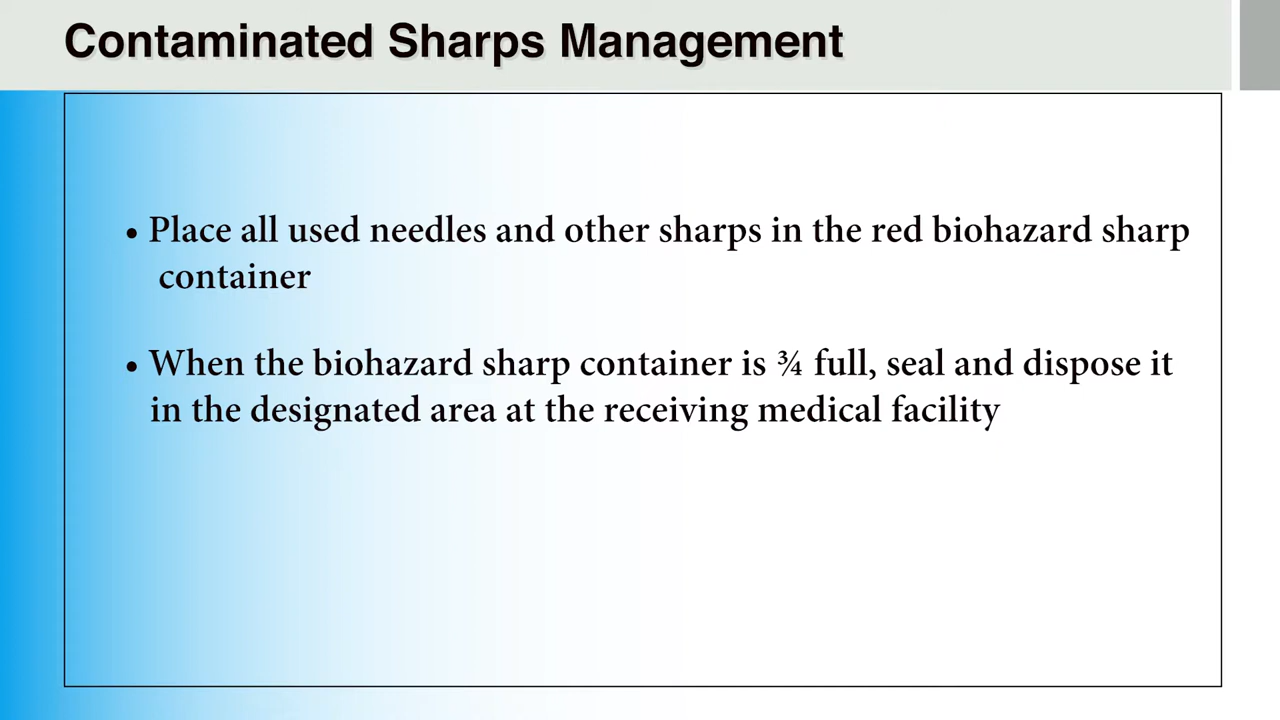 Contaminated Sharps Management
• Place all used needles and other sharps in the red biohazard sharp
container
• When the biohazard sharp container is ¾ full, seal and dispose it
in the designated area at the receiving medical facility